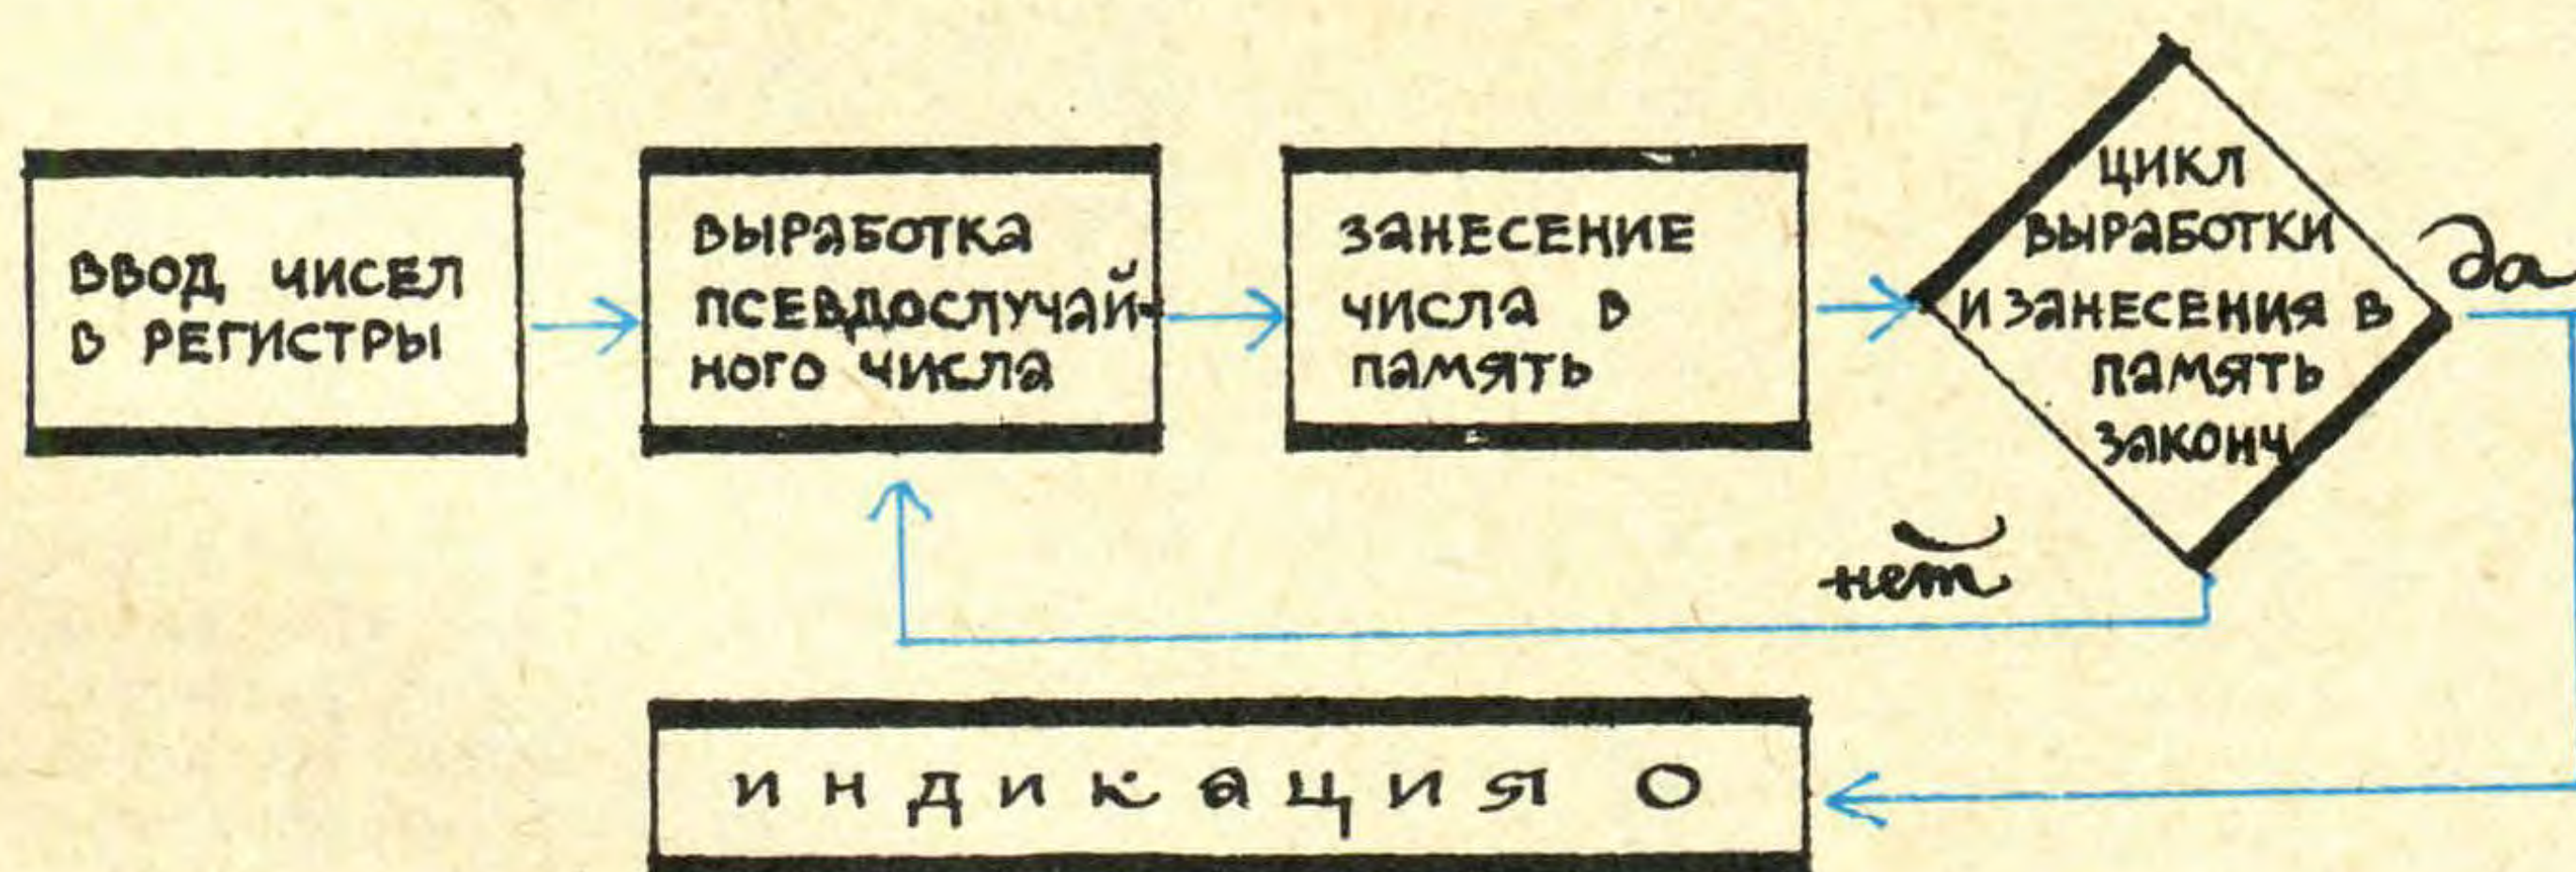 ВВОД ЧИСЕЛ
В РЕГИСТРЫ
ВЫРАБОТКА
ПСЕВДОСЛУЧАЙ-
НОГО ЧИСЛА
ЗАНЕСЕНИЕ
ЧИСЛА В
ПАМЯТЬ
ЦИКЛ
ВЫРАБОТКИ
И ЗАНЕСЕНИЯ В
ПАМЯТЬ
ЗАКОНЧ
да
нет
индикация 0